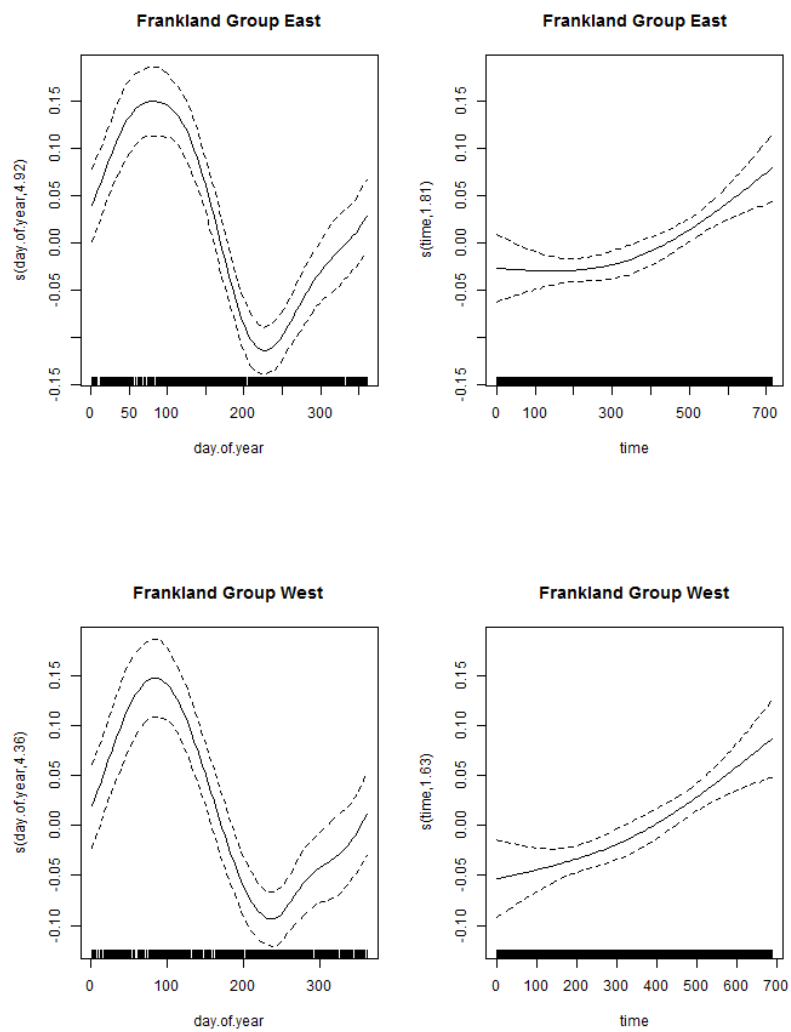 Frankland Group East
s(day.of.year,4.92)
0.15
0.10
0.05
0.00
-0.05
-0.15
0 50 100 200 300
day.of.year
Frankland Group East
s(time,1.81)
0.15
0.10
0.05
0.00
-0.05
-0.15
0 100 300 500 700
time
Frankland Group West
s(day.of.year,4.36)
0.15
0.10
0.05
0.00
-0.05
-0.10
0 100 200 300
day.of.year
Frankland Group West
s(time,1.63)
0.15
0.10
0.05
0.00
-0.05
-0.10
0 100 200 300 400 500 600 700
time